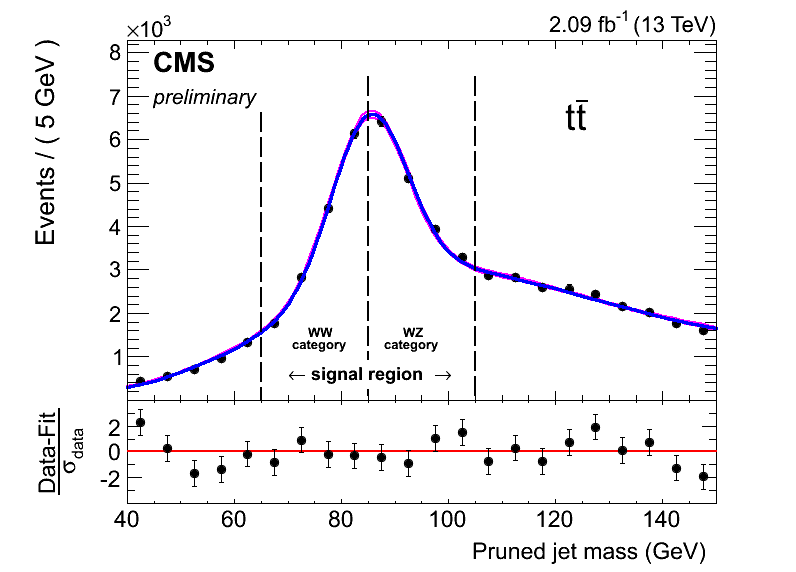 ×10³
2.09 fb⁻¹ (13 TeV)
CMS
preliminary
tt̄
Events / ( 5 GeV )
8
7
6
5
4
3
2
1
WW category
WZ category
← signal region →
Data-Fit
σdata
2
0
-2
40 60 80 100 120 140
Pruned jet mass (GeV)